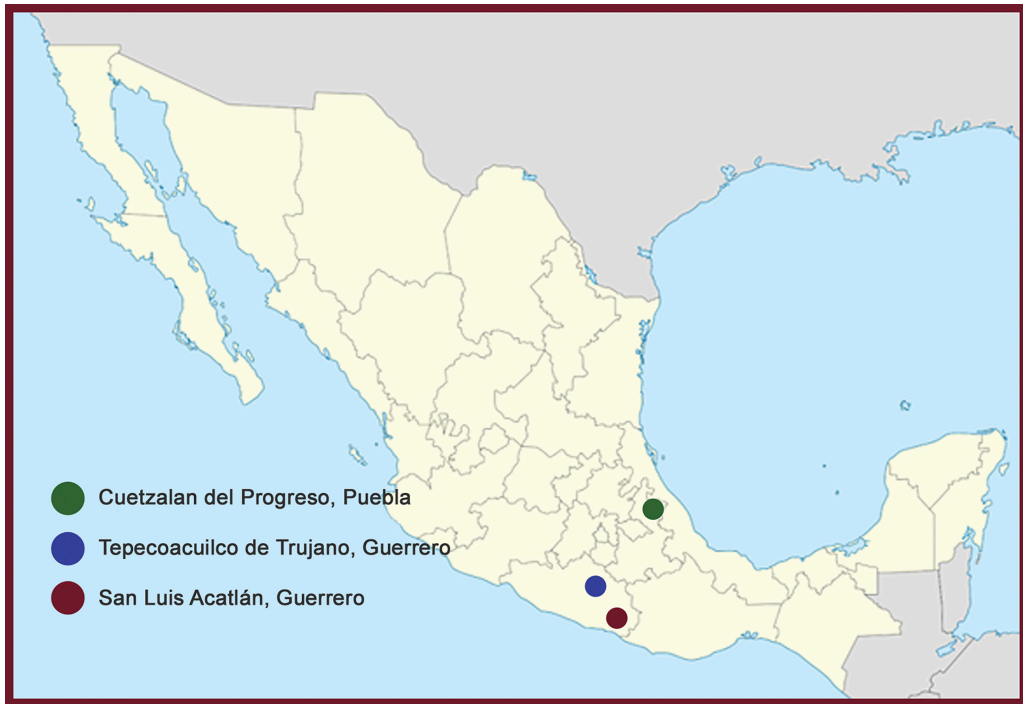 Cuetzalan del Progreso, Puebla
Tepecoacuilco de Trujano, Guerrero
San Luis Acatlán, Guerrero